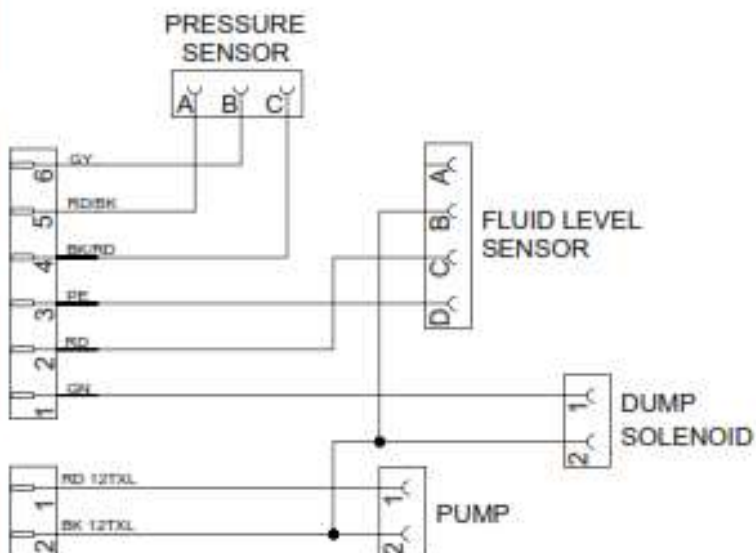 PRESSURE
SENSOR
A B C
6 GY
5 RD/BK
4 BK/RD
3 PE
2 RD
1 GN
A
B
C
D
FLUID LEVEL
SENSOR
1
2
DUMP
SOLENOID
1 RD 12TXL
2 BK 12TXL
1
2
PUMP